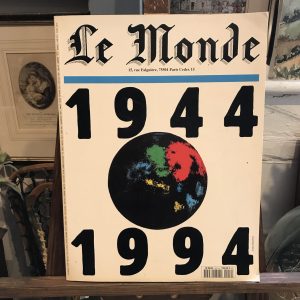 Le Monde
15, rue Falguière, 75501 Paris Cedex 15
1944
1994